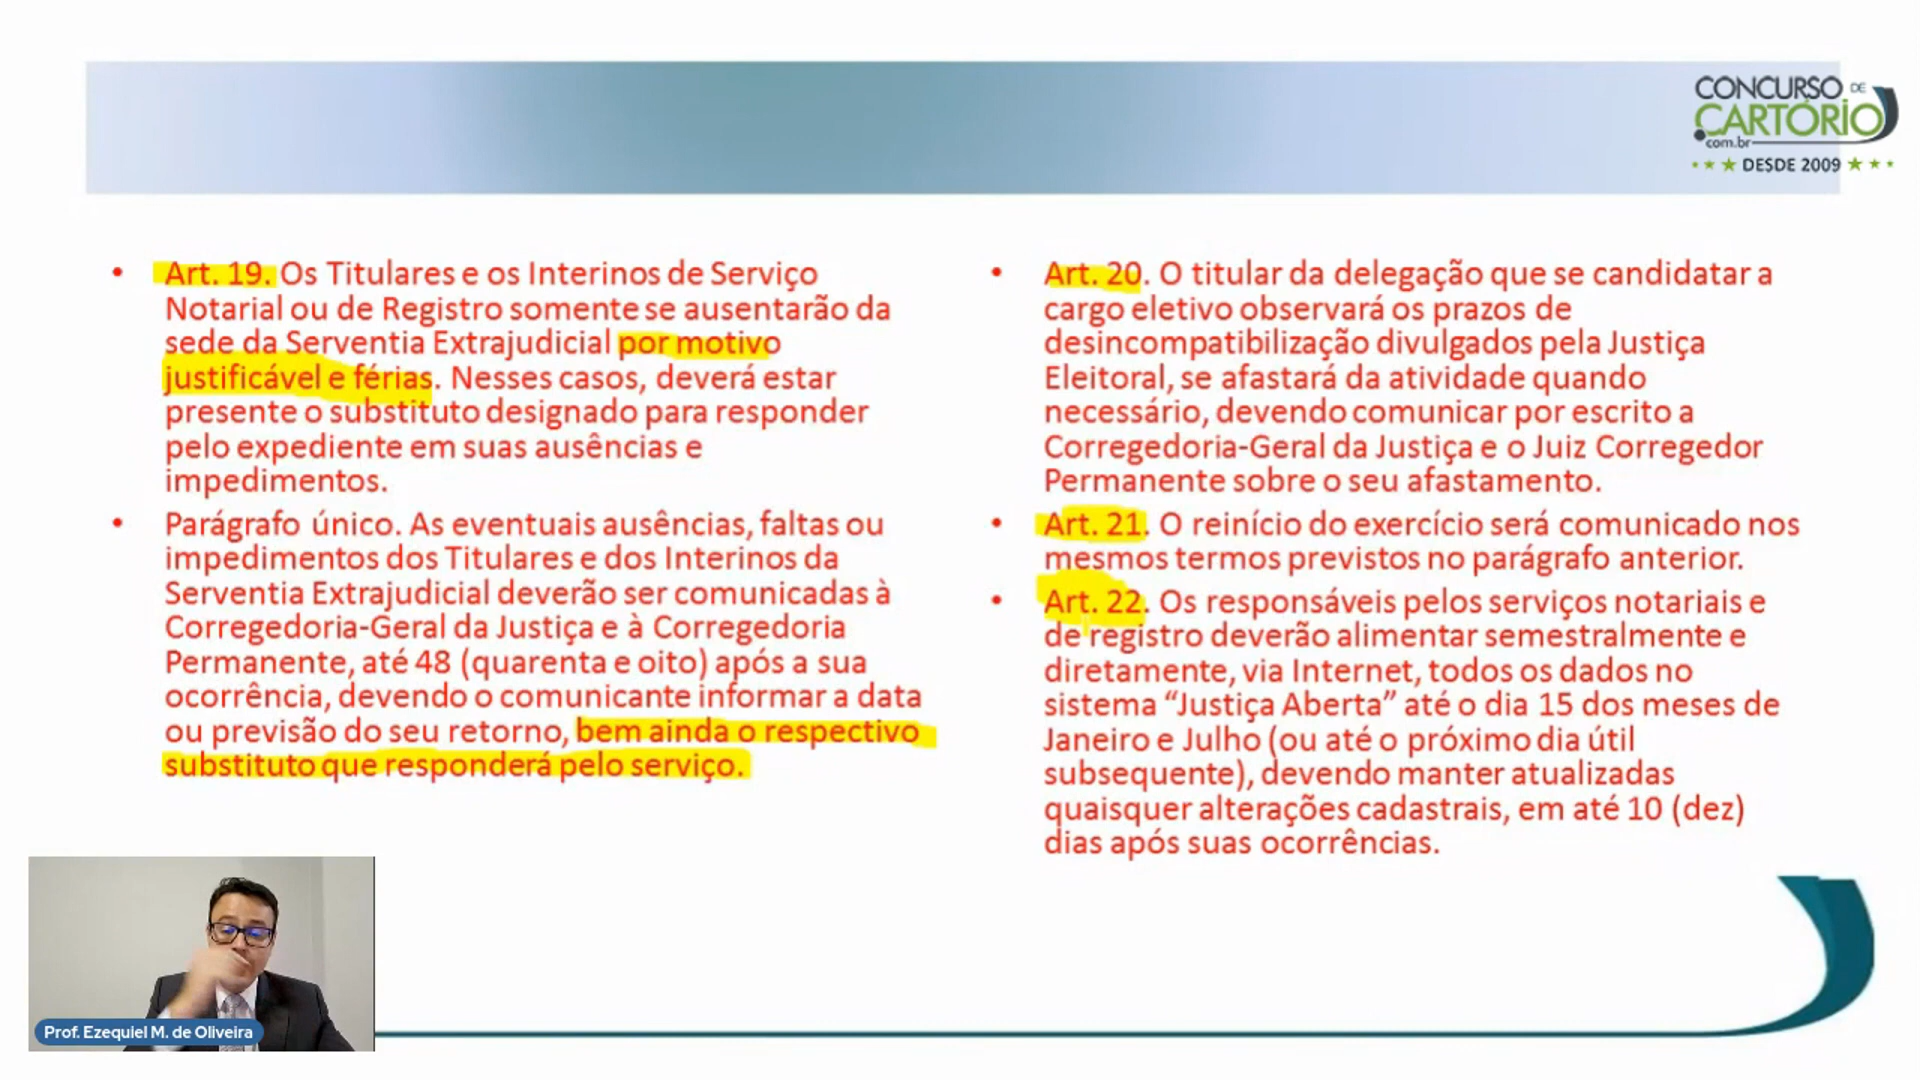 CONCURSO DE
CARTÓRIO
.com.br
DESDE 2009
• Art. 19. Os Titulares e os Interinos de Serviço
Notarial ou de Registro somente se ausentarão da
sede da Serventia Extrajudicial por motivo
justificável e férias. Nesses casos, deverá estar
presente o substituto designado para responder
pelo expediente em suas ausências e
impedimentos.
• Parágrafo único. As eventuais ausências, faltas ou
impedimentos dos Titulares e dos Interinos da
Serventia Extrajudicial deverão ser comunicadas à
Corregedoria-Geral da Justiça e à Corregedoria
Permanente, até 48 (quarenta e oito) após a sua
ocorrência, devendo o comunicante informar a data
ou previsão do seu retorno, bem ainda o respectivo
substituto que responderá pelo serviço.
• Art. 20. O titular da delegação que se candidatar a
cargo eletivo observará os prazos de
desincompatibilização divulgados pela Justiça
Eleitoral, se afastará da atividade quando
necessário, devendo comunicar por escrito a
Corregedoria-Geral da Justiça e o Juiz Corregedor
Permanente sobre o seu afastamento.
• Art. 21. O reinício do exercício será comunicado nos
mesmos termos previstos no parágrafo anterior.
• Art. 22. Os responsáveis pelos serviços notariais e
de registro deverão alimentar semestralmente e
diretamente, via Internet, todos os dados no
sistema “Justiça Aberta” até o dia 15 dos meses de
Janeiro e Julho (ou até o próximo dia útil
subsequente), devendo manter atualizadas
quaisquer alterações cadastrais, em até 10 (dez)
dias após suas ocorrências.
Prof. Ezequiel M. de Oliveira